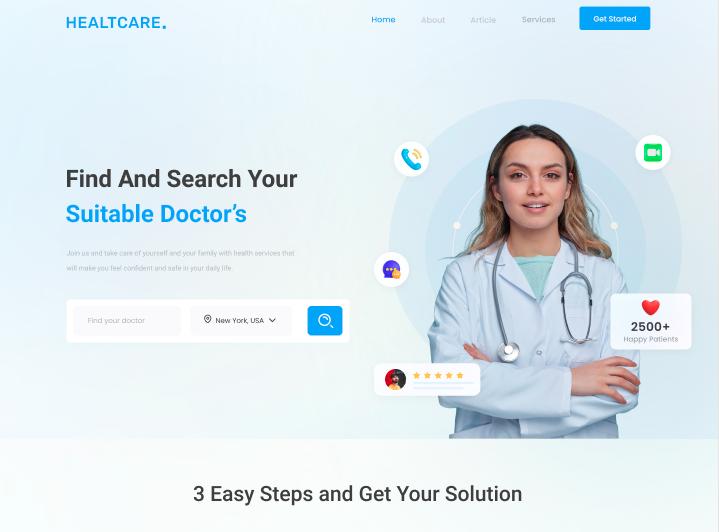 HEALTCARE.
Home About Article Services Get Started
Find And Search Your
Suitable Doctor's
Join us and take care of yourself and your family with health services that
will make you feel confident and safe in your daily life.
Find your doctor New York, USA
2500+
Happy Patients
3 Easy Steps and Get Your Solution